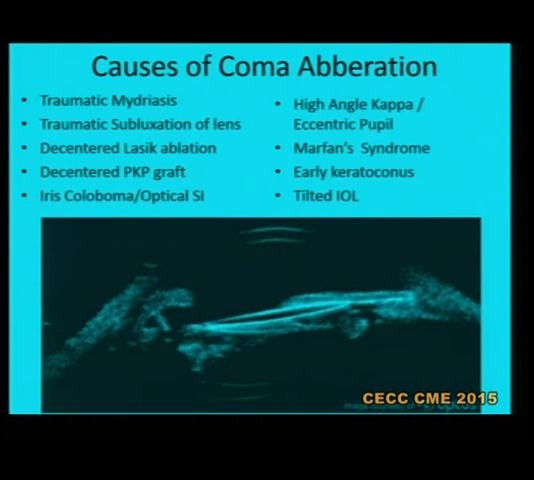 Causes of Coma Abberation
• Traumatic Mydriasis
• Traumatic Subluxation of lens
• Decentered Lasik ablation
• Decentered PKP graft
• Iris Coloboma/Optical SI
• High Angle Kappa /
Eccentric Pupil
• Marfan's Syndrome
• Early keratoconus
• Tilted IOL
CECC CME 2015